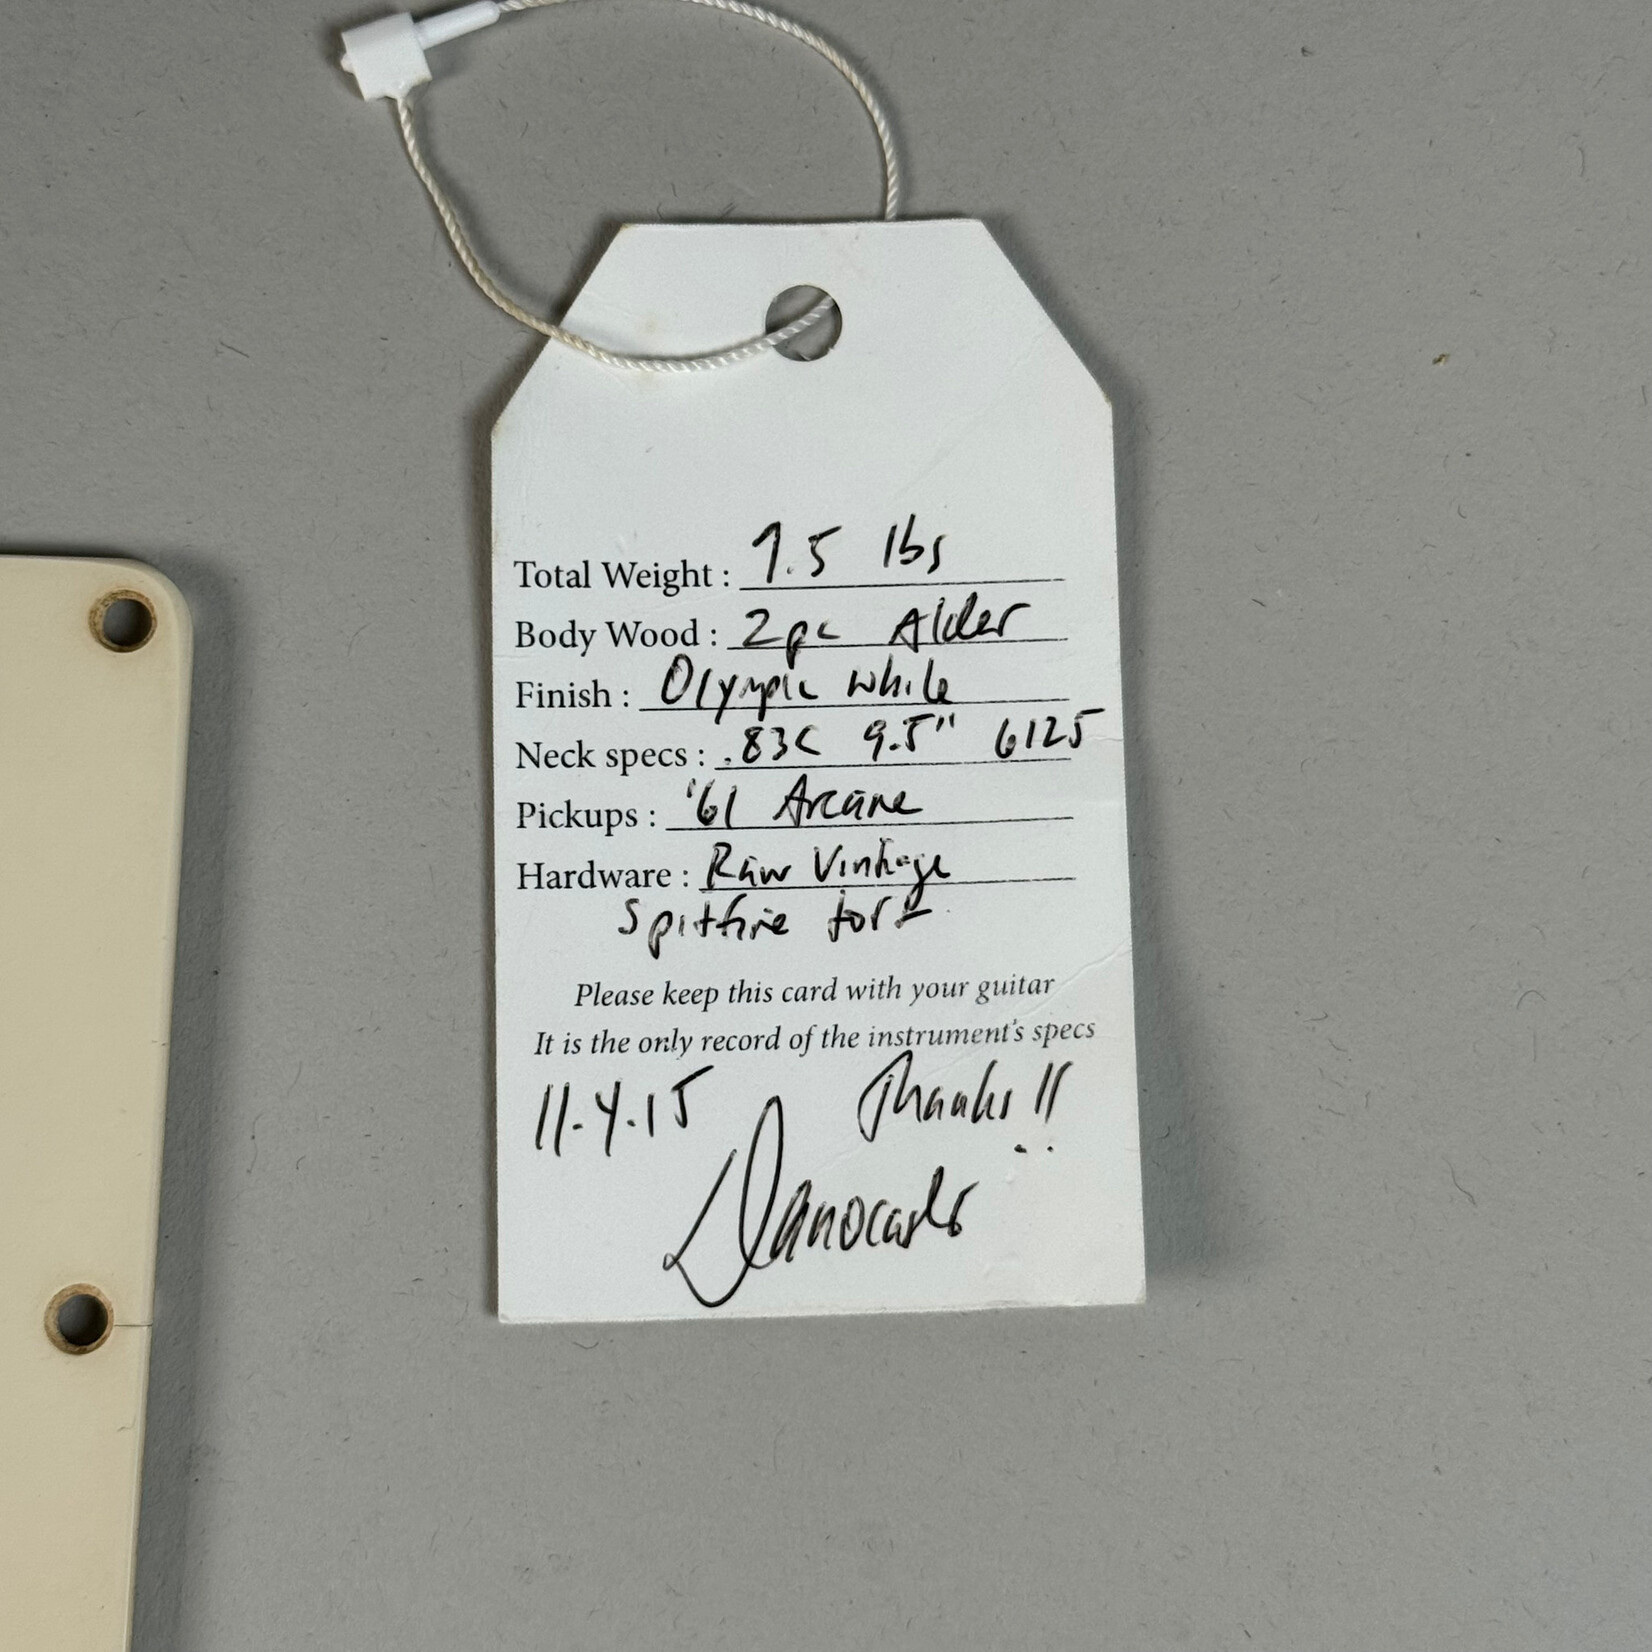 Total Weight : 7.5 lbs
Body Wood : 2pc Alder
Finish : Olympic White
Neck specs : .83C 9.5" 6125
Pickups : '61 Arcane
Hardware : Raw Vintage
Spitfire tort
Please keep this card with your guitar
It is the only record of the instrument's specs
11.4.15 Thanks!!
Danocaster